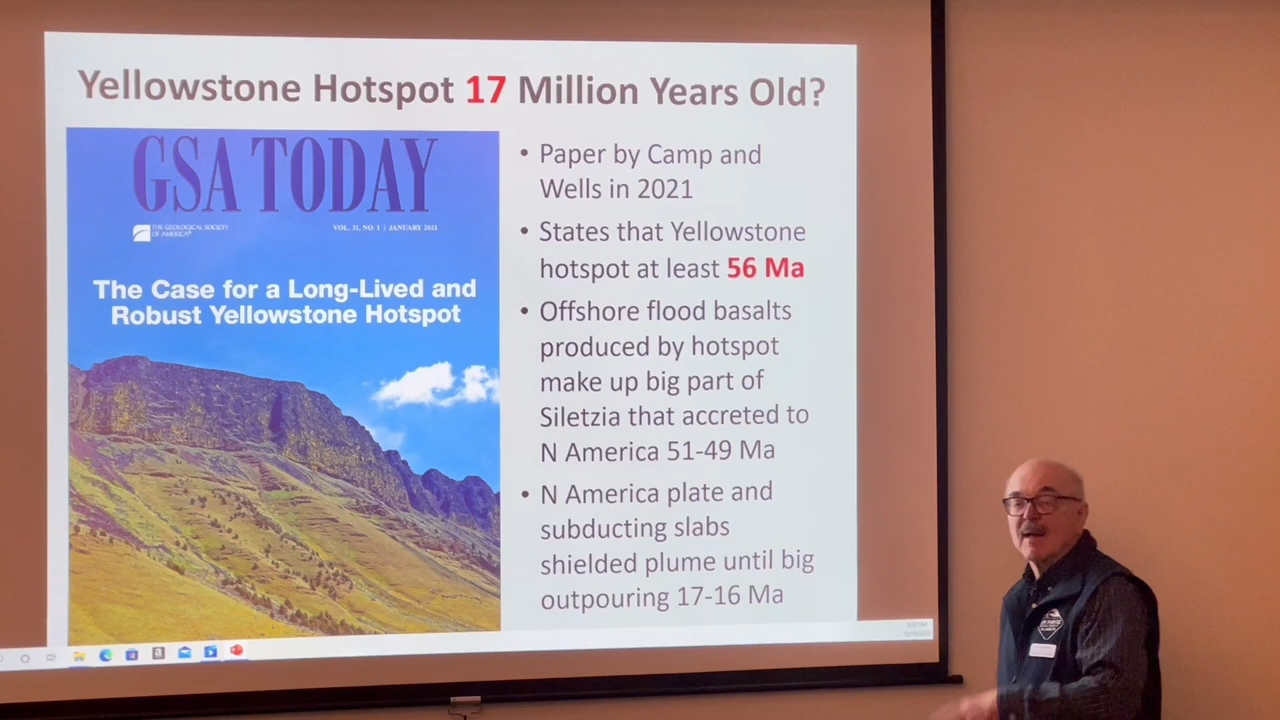 Yellowstone Hotspot 17 Million Years Old?
GSA TODAY
THE GEOLOGICAL SOCIETY
OF AMERICA®
VOL. 31, NO. 1 | JANUARY 2021
The Case for a Long-Lived and
Robust Yellowstone Hotspot
• Paper by Camp and
Wells in 2021
• States that Yellowstone
hotspot at least 56 Ma
• Offshore flood basalts
produced by hotspot
make up big part of
Siletzia that accreted to
N America 51-49 Ma
• N America plate and
subducting slabs
shielded plume until big
outpouring 17-16 Ma